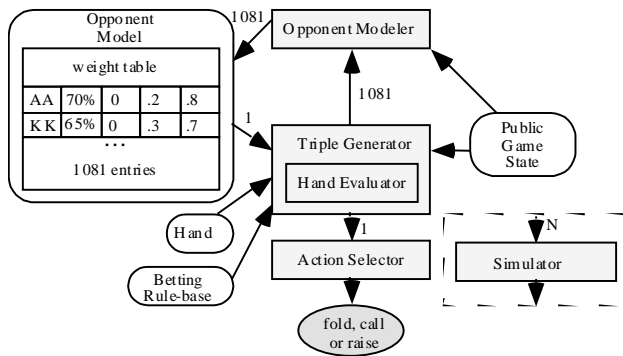 Opponent
Model
weight table
AA 70% 0 .2 .8
KK 65% 0 .3 .7
...
1081 entries
1081
Opponent Modeler
1081
1
Triple Generator
Hand Evaluator
Public
Game
State
Hand
Betting
Rule-base
1
Action Selector
fold, call
or raise
N
Simulator